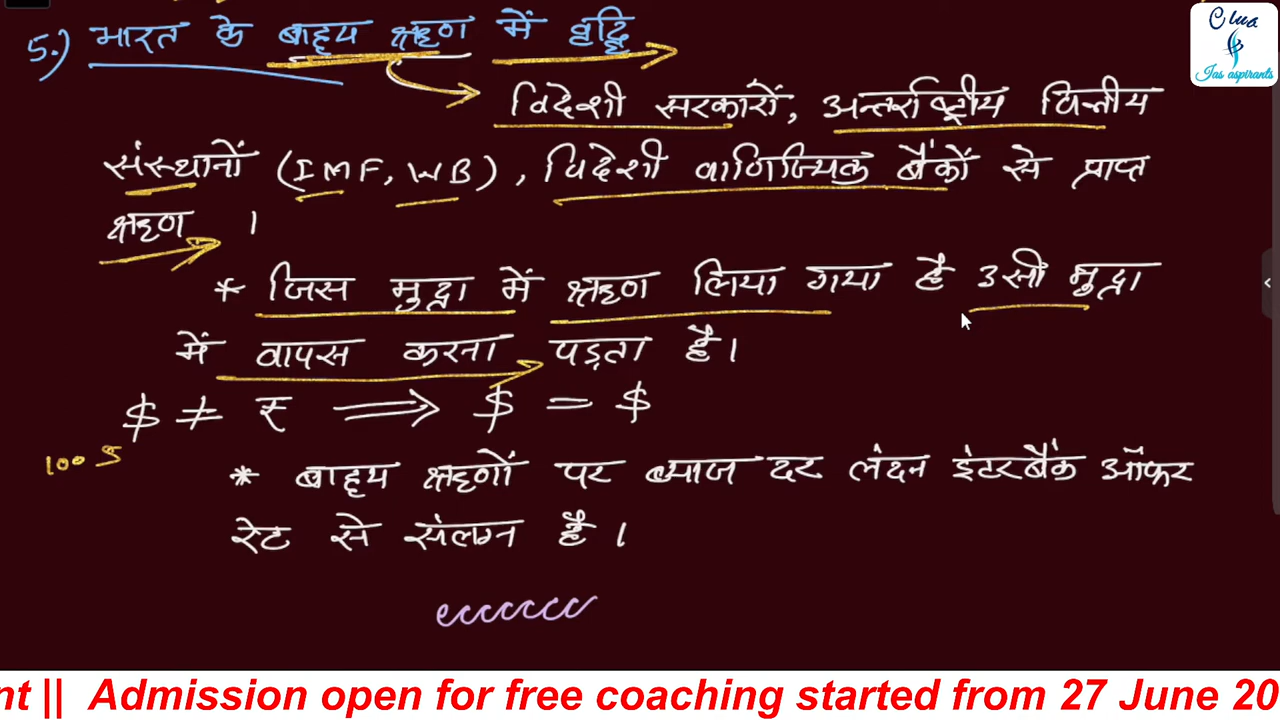 Clua
Ias aspirants
5.) भारत के बाह्य ऋण में वृद्धि
विदेशी सरकारों, अन्तर्राष्ट्रीय वित्तीय
संस्थानों (IMF, WB), विदेशी वाणिज्यिक बैंकों से प्राप्त
ऋण ।
* जिस मुद्रा में ऋण लिया गया है उसी मुद्रा
में वापस करना पड़ता है।
$ ≠ ₹ ⟹ $ = $
100 $
* बाह्य ऋणों पर ब्याज दर लंदन इंटरबैंक ऑफर
रेट से संलग्न है ।
nt || Admission open for free coaching started from 27 June 20